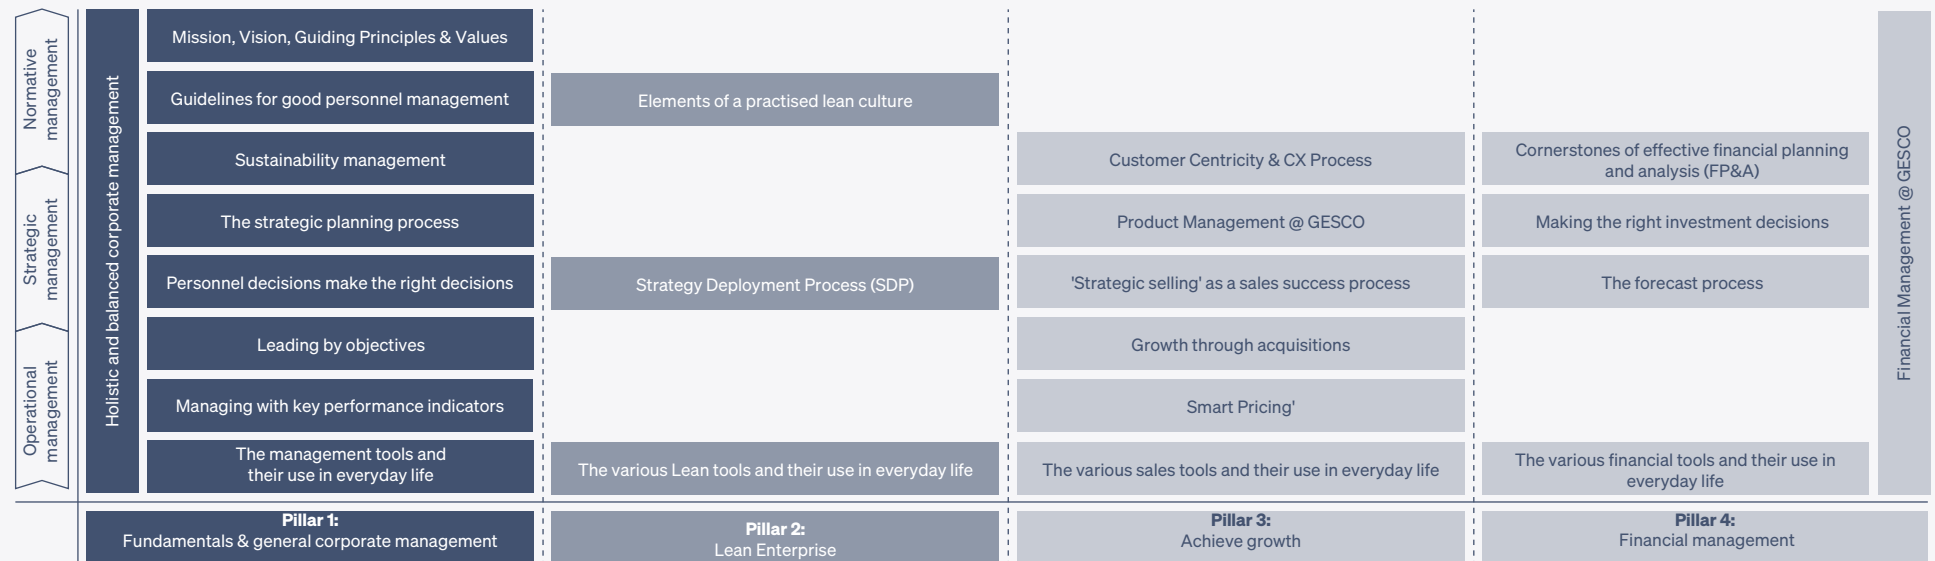 Normative
management
Strategic
management
Operational
management
Holistic and balanced corporate management
Mission, Vision, Guiding Principles & Values
Guidelines for good personnel management
Sustainability management
The strategic planning process
Personnel decisions make the right decisions
Leading by objectives
Managing with key performance indicators
The management tools and
their use in everyday life
Elements of a practised lean culture
Strategy Deployment Process (SDP)
The various Lean tools and their use in everyday life
Customer Centricity & CX Process
Product Management @ GESCO
'Strategic selling' as a sales success process
Growth through acquisitions
Smart Pricing'
The various sales tools and their use in everyday life
Cornerstones of effective financial planning
and analysis (FP&A)
Making the right investment decisions
The forecast process
The various financial tools and their use in
everyday life
Financial Management @ GESCO
Pillar 1:
Fundamentals & general corporate management
Pillar 2:
Lean Enterprise
Pillar 3:
Achieve growth
Pillar 4:
Financial management